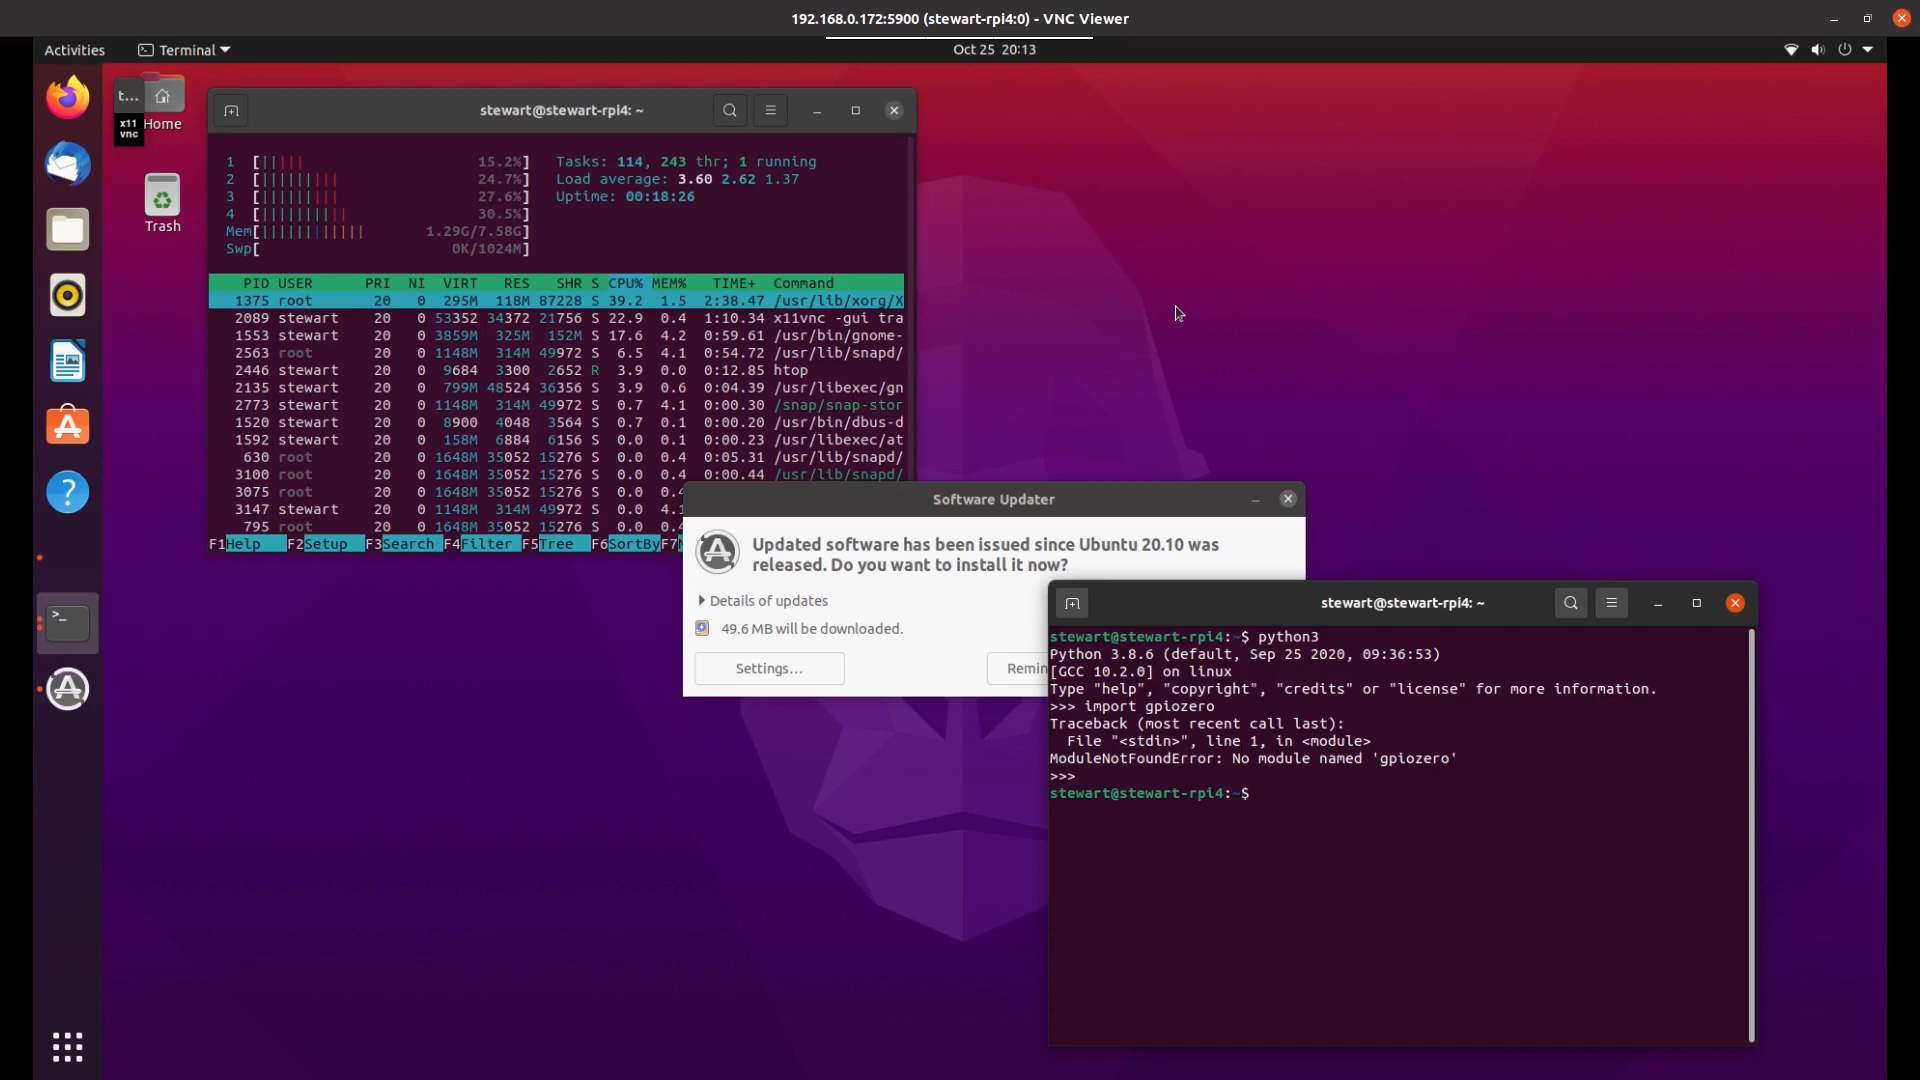 192.168.0.172:5900 (stewart-rpi4:0) - VNC Viewer
Activities Terminal Oct 25 20:13
t...
x11
vnc
Home
Trash
stewart@stewart-rpi4: ~
1 [||||| 15.2%] Tasks: 114, 243 thr; 1 running
2 [||||||||| 24.7%] Load average: 3.60 2.62 1.37
3 [||||||||| 27.6%] Uptime: 00:18:26
4 [|||||||||| 30.5%]
Mem[|||||||||||| 1.29G/7.58G]
Swp[ 0K/1024M]
PID USER PRI NI VIRT RES SHR S CPU% MEM% TIME+ Command
1375 root 20 0 295M 118M 87228 S 39.2 1.5 2:38.47 /usr/lib/xorg/X
2089 stewart 20 0 53352 34372 21756 S 22.9 0.4 1:10.34 x11vnc -gui tra
1553 stewart 20 0 3859M 325M 152M S 17.6 4.2 0:59.61 /usr/bin/gnome-
2563 root 20 0 1148M 314M 49972 S 6.5 4.1 0:54.72 /usr/lib/snapd/
2446 stewart 20 0 9684 3300 2652 R 3.9 0.0 0:12.85 htop
2135 stewart 20 0 799M 48524 36356 S 3.9 0.6 0:04.39 /usr/libexec/gn
2773 stewart 20 0 1148M 314M 49972 S 0.7 4.1 0:00.30 /snap/snap-stor
1520 stewart 20 0 8900 4048 3564 S 0.7 0.1 0:00.20 /usr/bin/dbus-d
1592 stewart 20 0 158M 6884 6156 S 0.0 0.1 0:00.23 /usr/libexec/at
630 root 20 0 1648M 35052 15276 S 0.0 0.4 0:05.31 /usr/lib/snapd/
3100 root 20 0 1648M 35052 15276 S 0.0 0.4 0:00.44 /usr/lib/snapd/
3075 root 20 0 1648M 35052 15276 S 0.0 0.4
3147 stewart 20 0 1148M 314M 49972 S 0.0 4.1
795 root 20 0 1648M 35052 15276 S 0.0 0.4
F1Help F2Setup F3Search F4Filter F5Tree F6SortByF7
Software Updater
Updated software has been issued since Ubuntu 20.10 was
released. Do you want to install it now?
Details of updates
49.6 MB will be downloaded.
Settings... Remin
stewart@stewart-rpi4: ~
stewart@stewart-rpi4:~$ python3
Python 3.8.6 (default, Sep 25 2020, 09:36:53)
[GCC 10.2.0] on linux
Type "help", "copyright", "credits" or "license" for more information.
>>> import gpiozero
Traceback (most recent call last):
  File "<stdin>", line 1, in <module>
ModuleNotFoundError: No module named 'gpiozero'
>>>
stewart@stewart-rpi4:~$